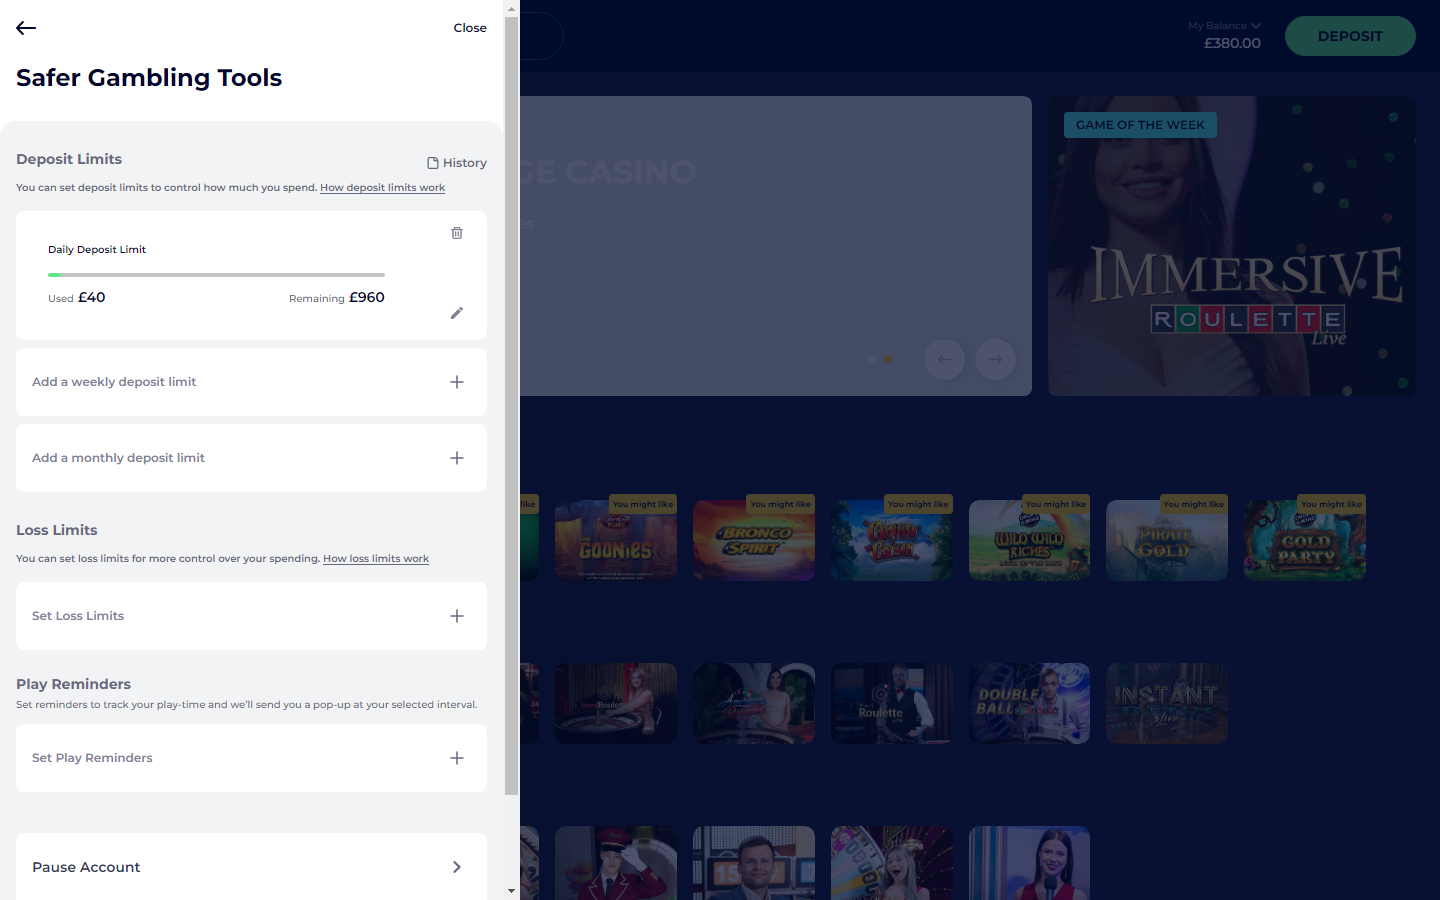 Close
Safer Gambling Tools
Deposit Limits
History
You can set deposit limits to control how much you spend. How deposit limits work
Daily Deposit Limit
Used £40
Remaining £960
Add a weekly deposit limit
Add a monthly deposit limit
Loss Limits
You can set loss limits for more control over your spending. How loss limits work
Set Loss Limits
Play Reminders
Set reminders to track your play-time and we'll send you a pop-up at your selected interval.
Set Play Reminders
Pause Account
My Balance
£380.00
DEPOSIT
GE CASINO
es
GAME OF THE WEEK
IMMERSIVE
ROULETTE
Live
like
You might like
You might like
You might like
You might like
You might like
You might like
THE GOONIES
BRONCO SPIRIT
CONGO CASH
WILD WILD RICHES
PIRATE GOLD
GOLD PARTY
Roulette
Roulette
DOUBLE BALL
INSTANT